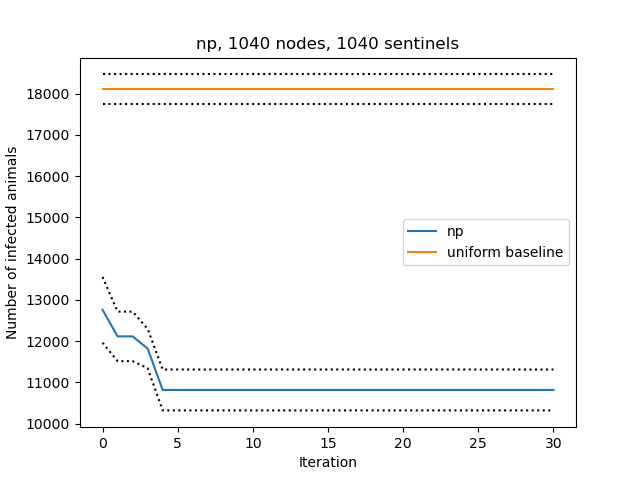 np, 1040 nodes, 1040 sentinels
Number of infected animals
18000
17000
16000
15000
14000
13000
12000
11000
10000
np
uniform baseline
0 5 10 15 20 25 30
Iteration